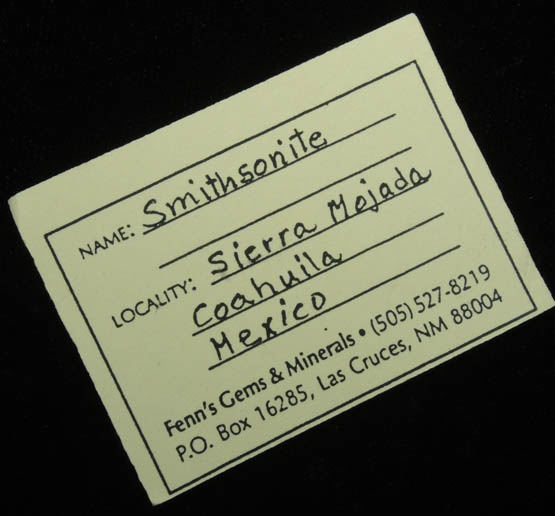 NAME: Smithsonite
LOCALITY: Sierra Mojada
Coahuila
Mexico
Fenn's Gems & Minerals • (505) 527-8219
P.O. Box 16285, Las Cruces, NM 88004